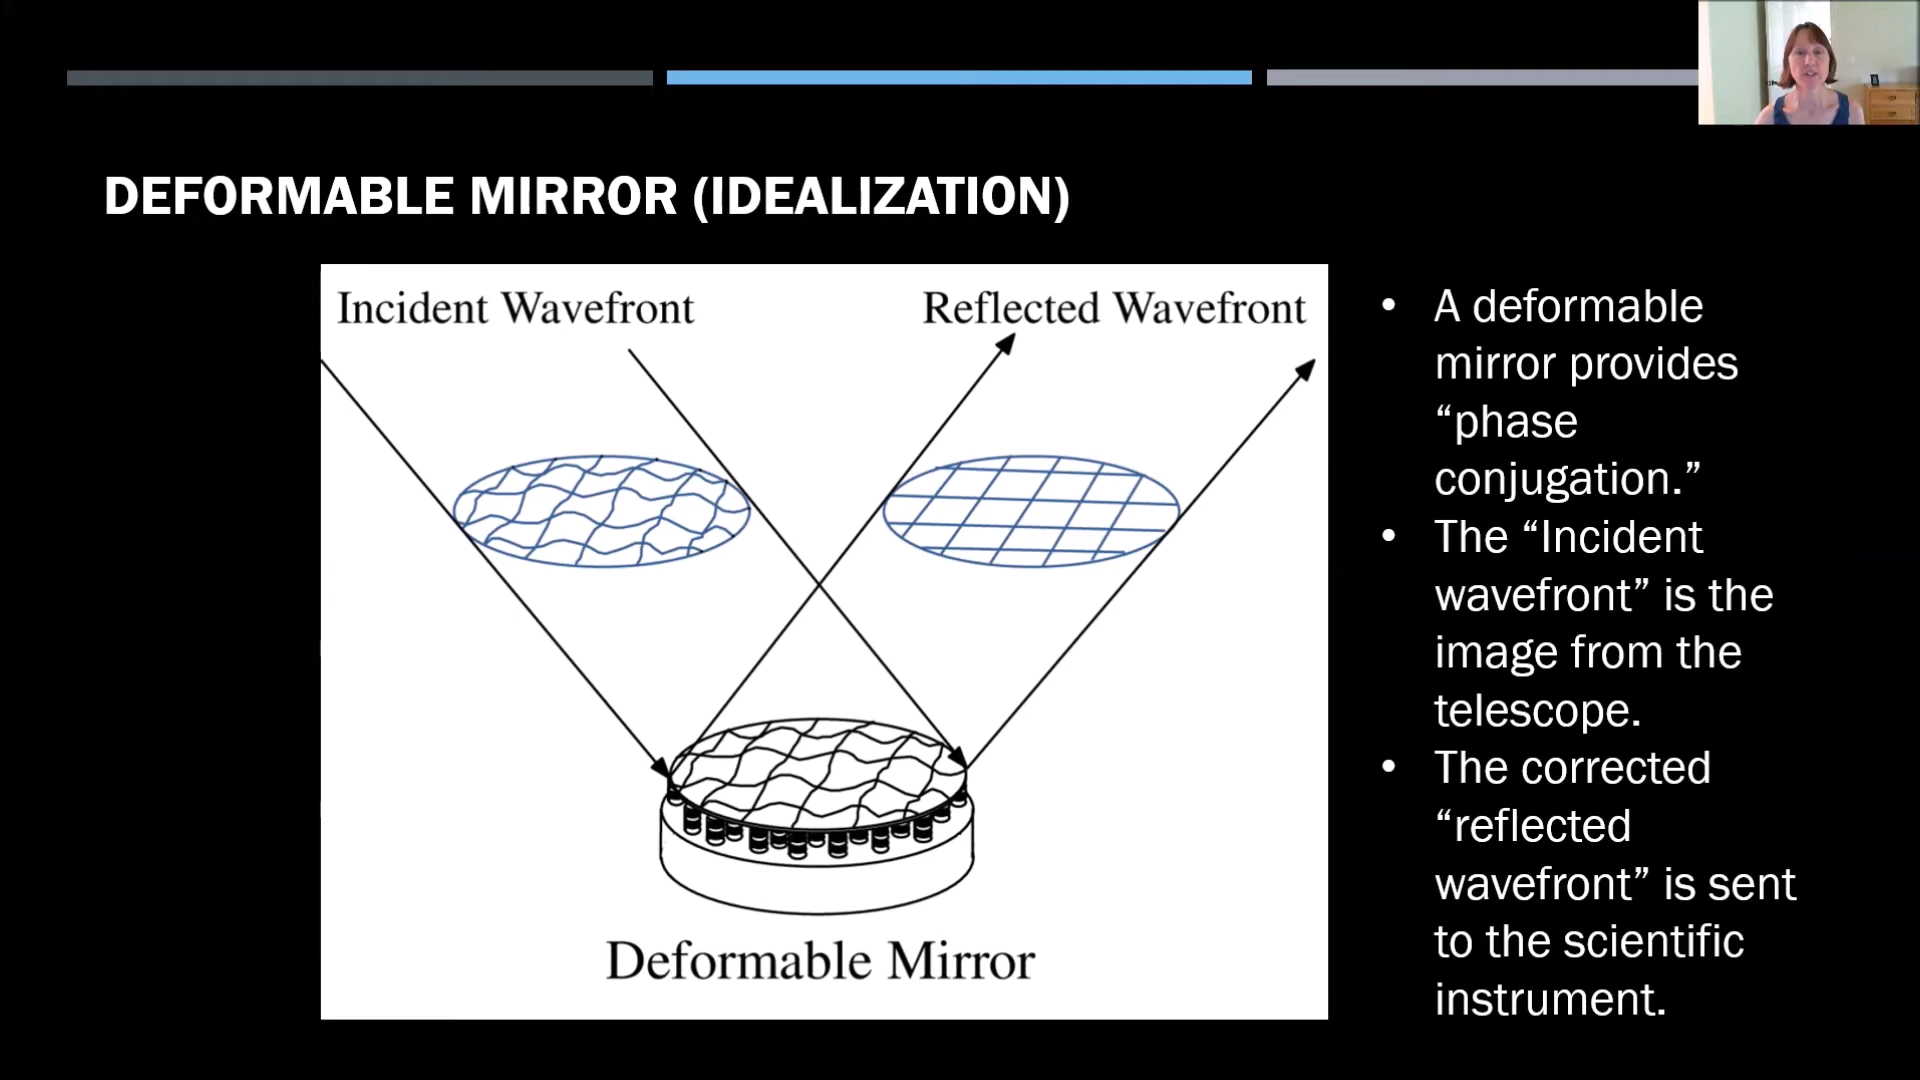 DEFORMABLE MIRROR (IDEALIZATION)
Incident Wavefront
Reflected Wavefront
Deformable Mirror
• A deformable
mirror provides
“phase
conjugation.”
• The “Incident
wavefront” is the
image from the
telescope.
• The corrected
“reflected
wavefront” is sent
to the scientific
instrument.